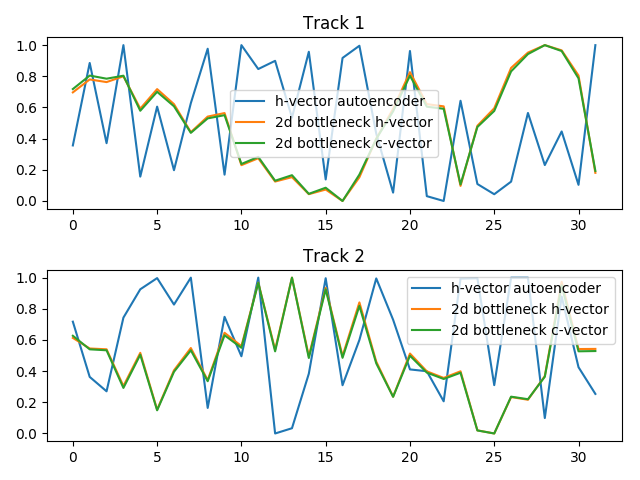 Track 1
1.0
0.8
0.6
0.4
0.2
0.0
h-vector autoencoder
2d bottleneck h-vector
2d bottleneck c-vector
0 5 10 15 20 25 30
Track 2
1.0
0.8
0.6
0.4
0.2
0.0
h-vector autoencoder
2d bottleneck h-vector
2d bottleneck c-vector
0 5 10 15 20 25 30